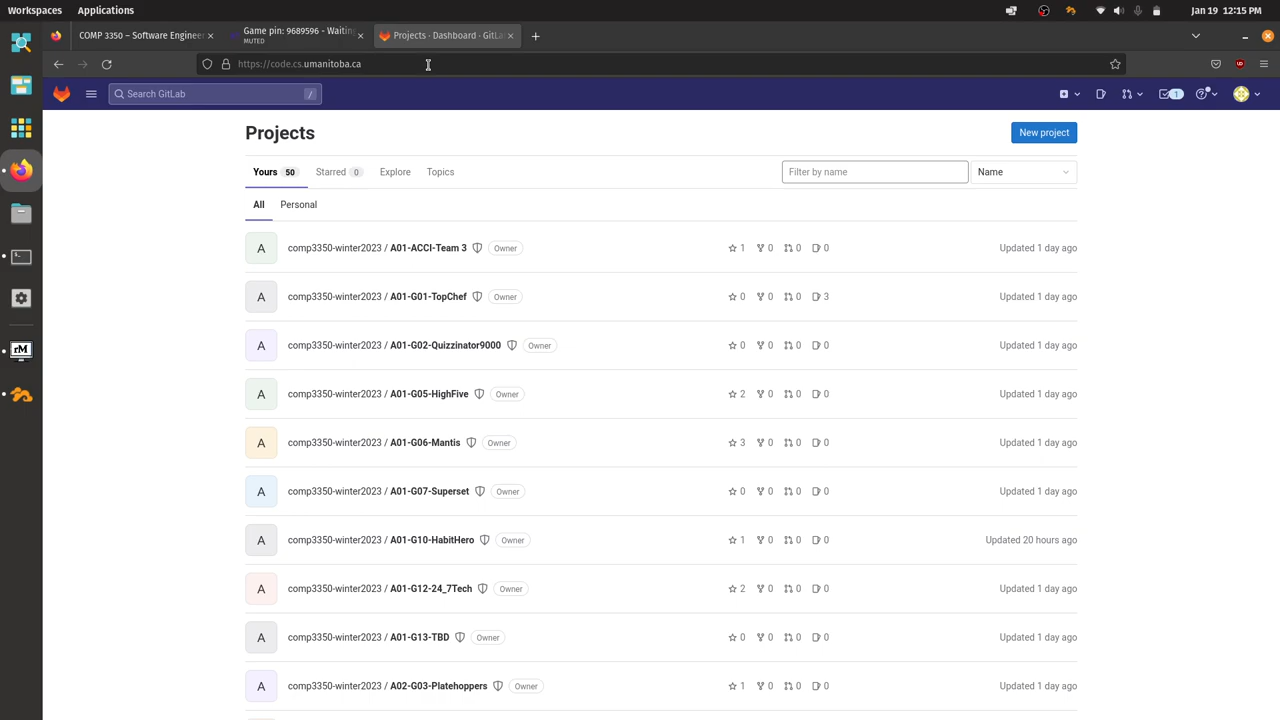 Workspaces Applications Jan 19 12:15 PM
COMP 3350 – Software Engineer
Game pin: 9689596 - Waitin
MUTED
Projects · Dashboard · GitLa
https://code.cs.umanitoba.ca
Search GitLab /
1
Projects New project
Yours 50 Starred 0 Explore Topics Filter by name Name
All Personal
A comp3350-winter2023 / A01-ACCI-Team 3 Owner 1 0 0 0 Updated 1 day ago
A comp3350-winter2023 / A01-G01-TopChef Owner 0 0 0 3 Updated 1 day ago
A comp3350-winter2023 / A01-G02-Quizzinator9000 Owner 0 0 0 0 Updated 1 day ago
A comp3350-winter2023 / A01-G05-HighFive Owner 2 0 0 0 Updated 1 day ago
A comp3350-winter2023 / A01-G06-Mantis Owner 3 0 0 0 Updated 1 day ago
A comp3350-winter2023 / A01-G07-Superset Owner 0 0 0 0 Updated 1 day ago
A comp3350-winter2023 / A01-G10-HabitHero Owner 1 0 0 0 Updated 20 hours ago
A comp3350-winter2023 / A01-G12-24_7Tech Owner 2 0 0 0 Updated 1 day ago
A comp3350-winter2023 / A01-G13-TBD Owner 0 0 0 0 Updated 1 day ago
A comp3350-winter2023 / A02-G03-Platehoppers Owner 1 0 0 0 Updated 1 day ago
rM